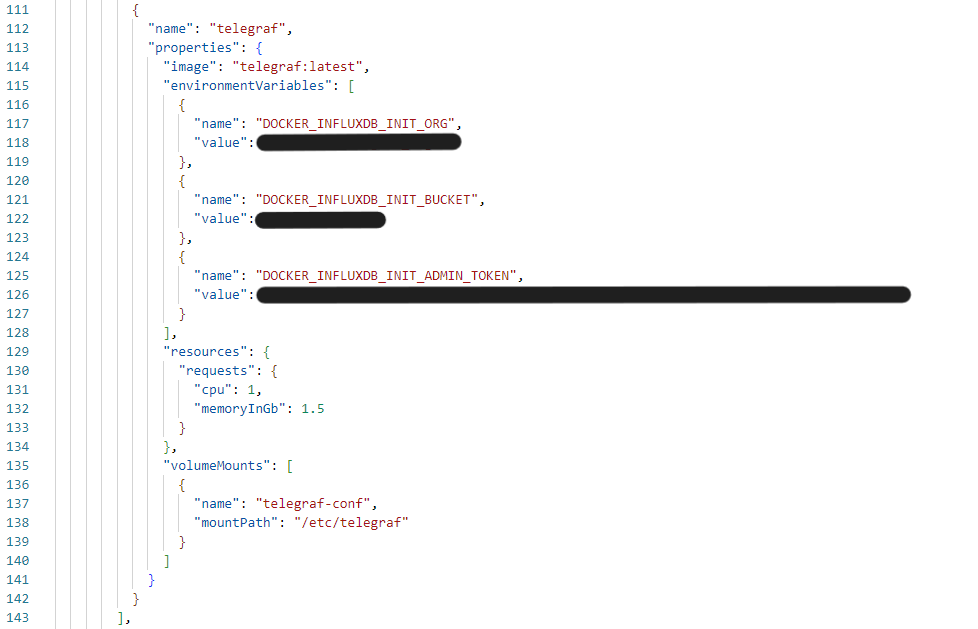 111 {
112 "name": "telegraf",
113 "properties": {
114 "image": "telegraf:latest",
115 "environmentVariables": [
116 {
117 "name": "DOCKER_INFLUXDB_INIT_ORG",
118 "value":
119 },
120 {
121 "name": "DOCKER_INFLUXDB_INIT_BUCKET",
122 "value":
123 },
124 {
125 "name": "DOCKER_INFLUXDB_INIT_ADMIN_TOKEN",
126 "value":
127 }
128 ],
129 "resources": {
130 "requests": {
131 "cpu": 1,
132 "memoryInGb": 1.5
133 }
134 },
135 "volumeMounts": [
136 {
137 "name": "telegraf-conf",
138 "mountPath": "/etc/telegraf"
139 }
140 ]
141 }
142 }
143 ],